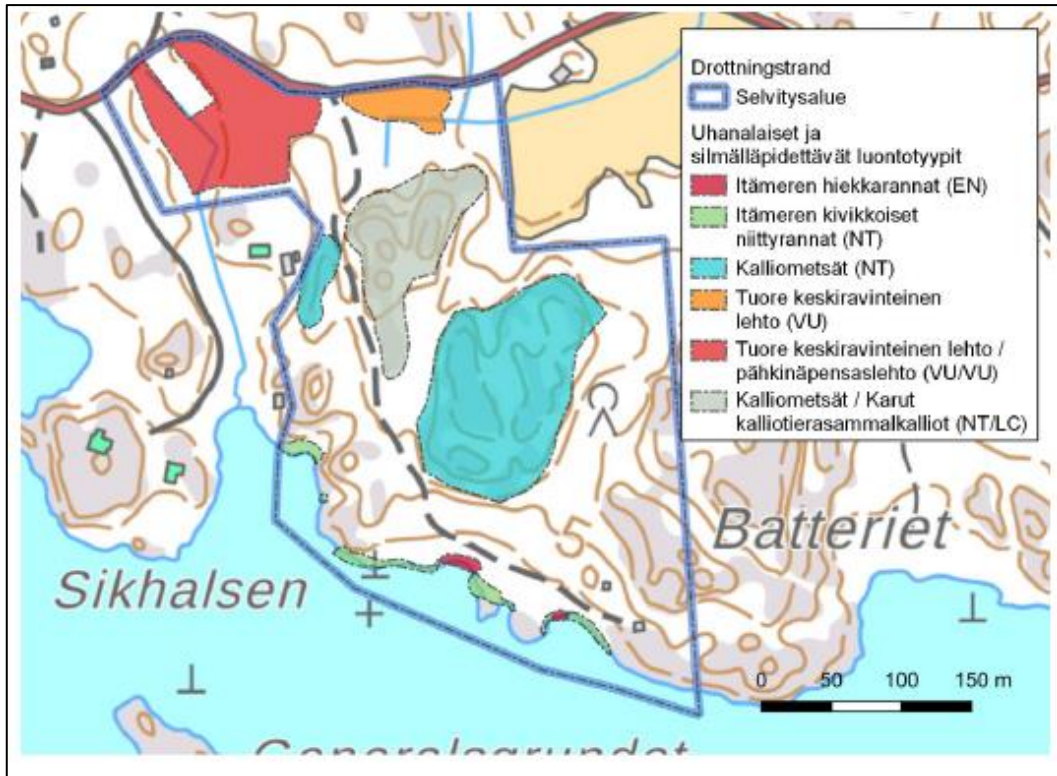 Drottningstrand
Selvitysalue
Uhanalaiset ja
silmälläpidettävät luontotyypit
Itämeren hiekkarannat (EN)
Itämeren kivikkoiset
niittyrannat (NT)
Kalliometsät (NT)
Tuore keskiravinteinen
lehto (VU)
Tuore keskiravinteinen lehto /
pähkinäpensaslehto (VU/VU)
Kalliometsät / Karut
kalliotierasammalkalliot (NT/LC)
5
Batteriet
Sikhalsen
0 50 100 150 m
Generalsgrundet